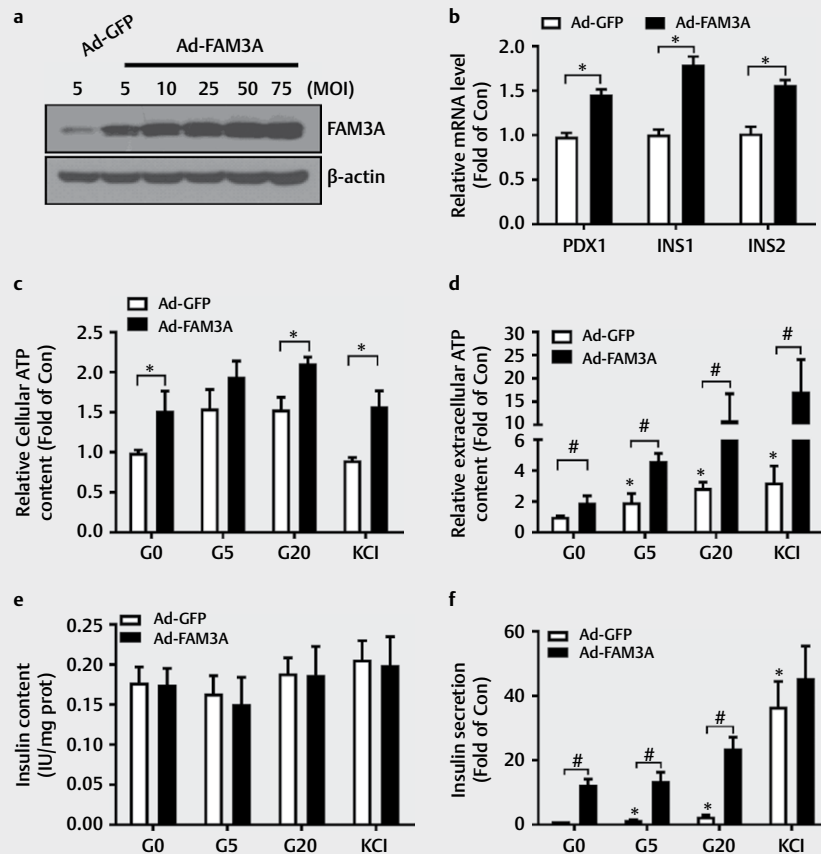 a
Ad-GFP
Ad-FAM3A
5 5 10 25 50 75 (MOI)
FAM3A
β-actin
b
Ad-GFP Ad-FAM3A
Relative mRNA level
(Fold of Con)
2.0
1.5
1.0
0.5
0.0
* * *
PDX1 INS1 INS2
c
Ad-GFP
Ad-FAM3A
Relative Cellular ATP
content (Fold of Con)
2.5
2.0
1.5
1.0
0.5
0.0
* * *
G0 G5 G20 KCI
d
Ad-GFP
Ad-FAM3A
Relative extracellular ATP
content (Fold of Con)
30
25
20
15
10
6
4
2
0
# # # #
* * *
G0 G5 G20 KCI
e
Ad-GFP
Ad-FAM3A
Insulin content
(IU/mg prot)
0.25
0.20
0.15
0.10
0.05
0.00
G0 G5 G20 KCI
f
Ad-GFP
Ad-FAM3A
Insulin secretion
(Fold of Con)
60
40
20
0
# # #
* * *
G0 G5 G20 KCI